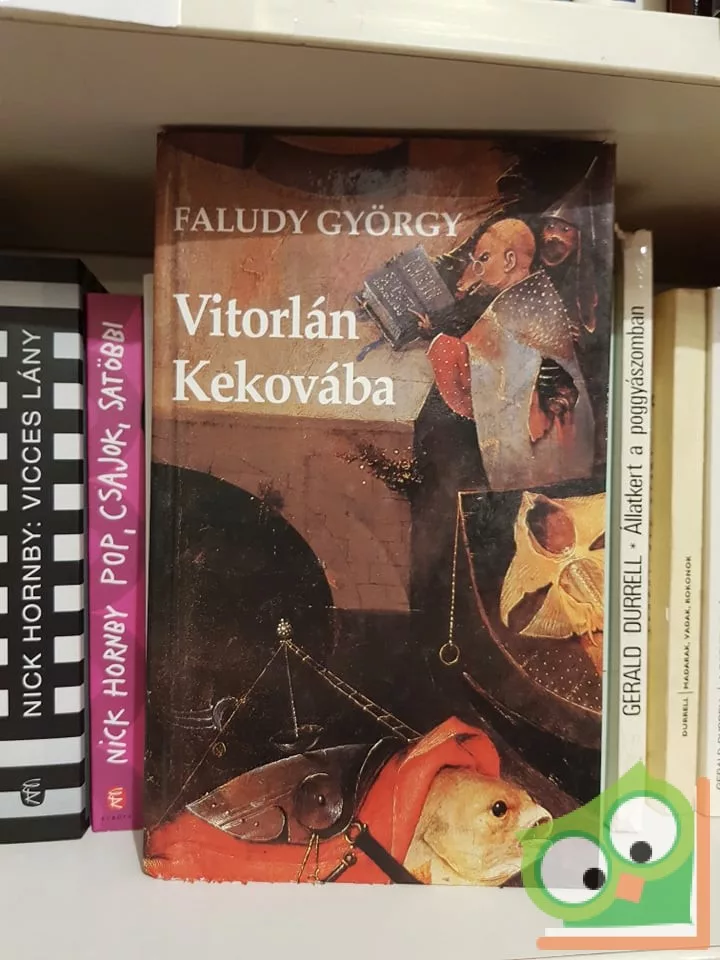 FALUDY GYÖRGY
Vitorlán
Kekovába
NICK HORNBY: VICCES LÁNY
NICK HORNBY POP, CSAJOK, SATÖBBI
GERALD DURRELL * Állatkert a poggyászomban
DURRELL | MADARAK, VADAK, ROKONOK